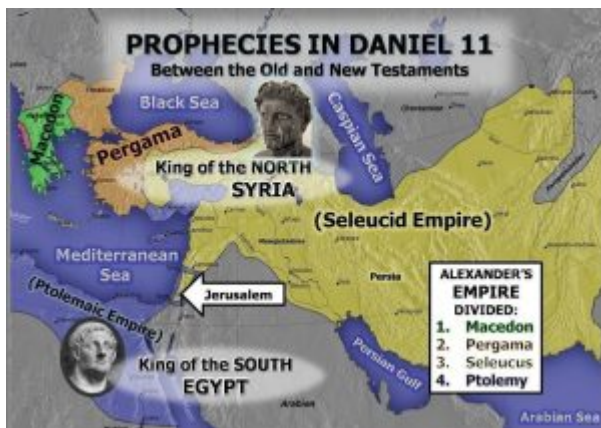 PROPHECIES IN DANIEL 11
Between the Old and New Testaments
Black Sea
Caspian Sea
Macedon
Pergama
King of the NORTH
SYRIA
(Seleucid Empire)
Mediterranean
Sea
Persia
(Ptolemaic Empire)
Jerusalem
King of the SOUTH
EGYPT
Persian Gulf
Arabian
ALEXANDER'S
EMPIRE
DIVIDED:
1. Macedon
2. Pergama
3. Seleucus
4. Ptolemy
Arabian Sea